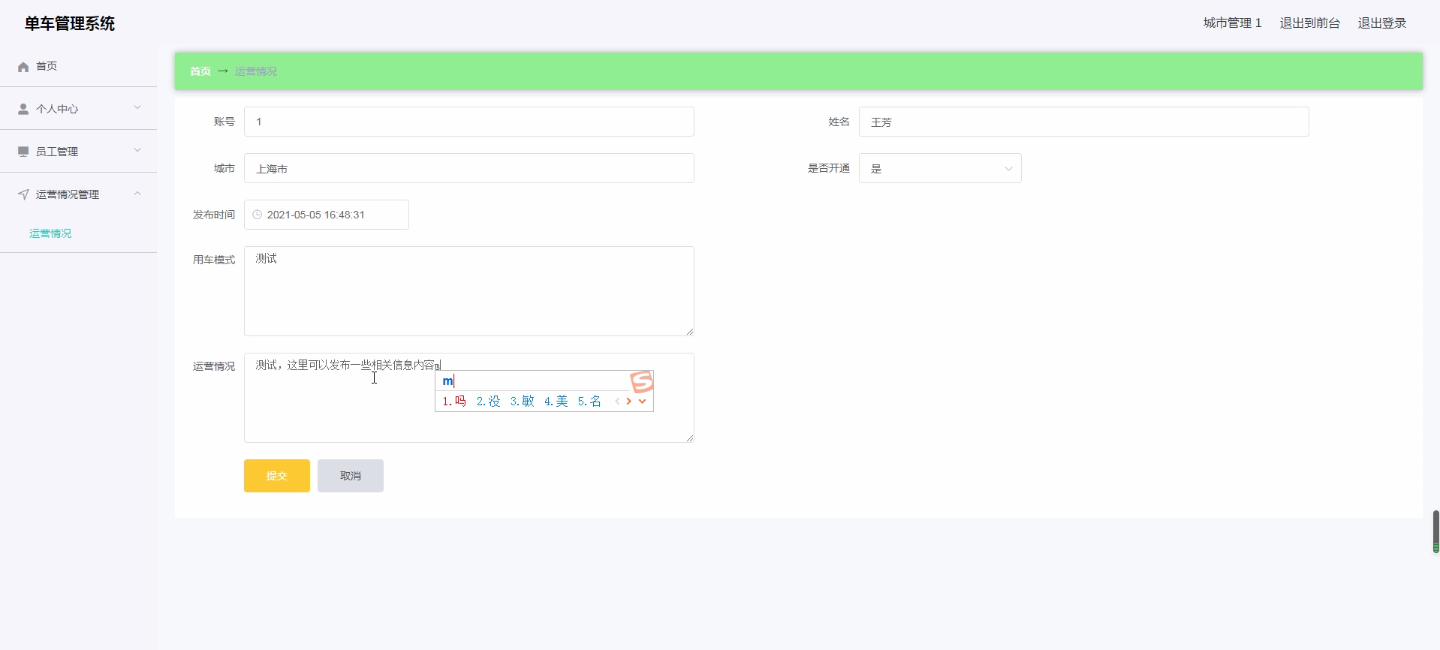 单车管理系统
城市管理 1 退出到前台 退出登录
首页
个人中心
员工管理
运营情况管理
运营情况
首页 → 运营情况
账号 1
姓名 王芳
城市 上海市
是否开通 是
发布时间 2021-05-05 16:48:31
用车模式 测试
运营情况 测试，这里可以发布一些相关信息内容
m
1.吗 2.没 3.敏 4.美 5.名
提交 取消